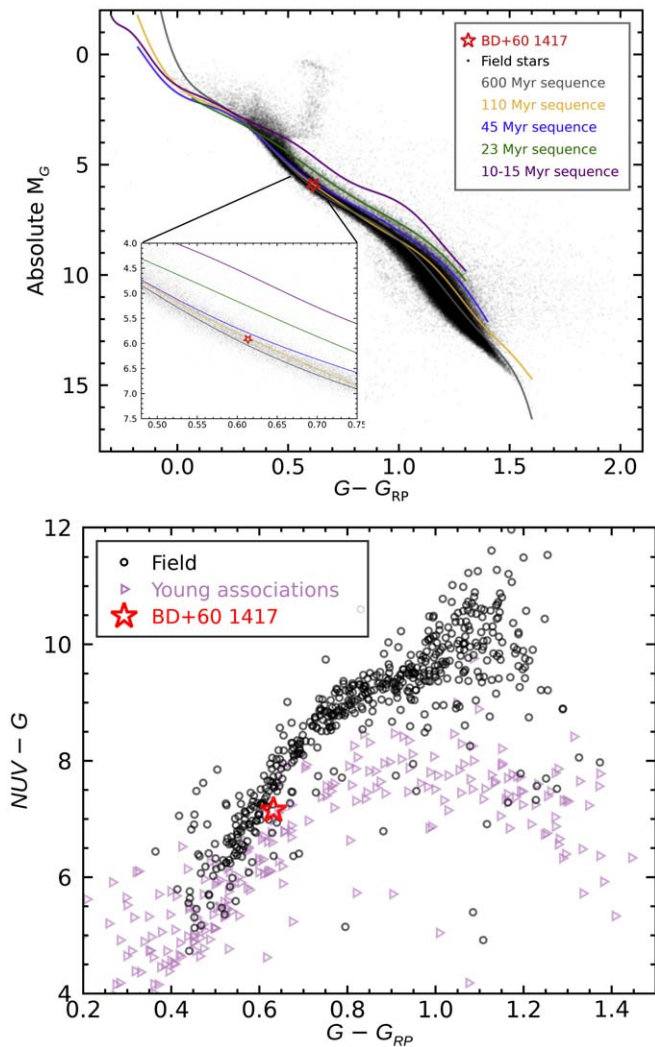 0
5
10
15
Absolute M_G
BD+60 1417
Field stars
600 Myr sequence
110 Myr sequence
45 Myr sequence
23 Myr sequence
10-15 Myr sequence
4.0
4.5
5.0
5.5
6.0
6.5
7.0
7.5
0.50 0.55 0.60 0.65 0.70 0.75
0.0 0.5 1.0 1.5 2.0
G − G_RP
12
10
8
6
4
NUV − G
Field
Young associations
BD+60 1417
0.2 0.4 0.6 0.8 1.0 1.2 1.4
G − G_RP